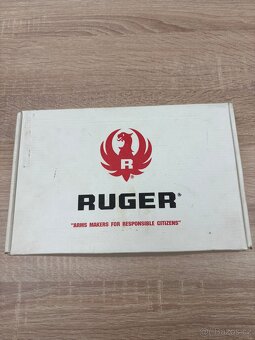 R
RUGER®
"ARMS MAKERS FOR RESPONSIBLE CITIZENS"